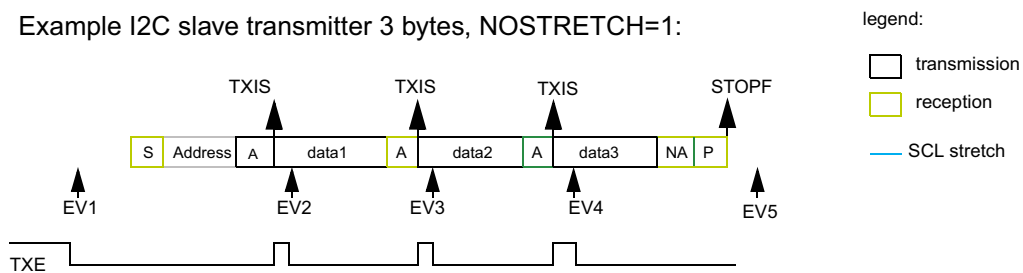 Example I2C slave transmitter 3 bytes, NOSTRETCH=1:
legend:
transmission
reception
SCL stretch
TXIS TXIS TXIS STOPF
S Address A data1 A data2 A data3 NA P
EV1 EV2 EV3 EV4 EV5
TXE